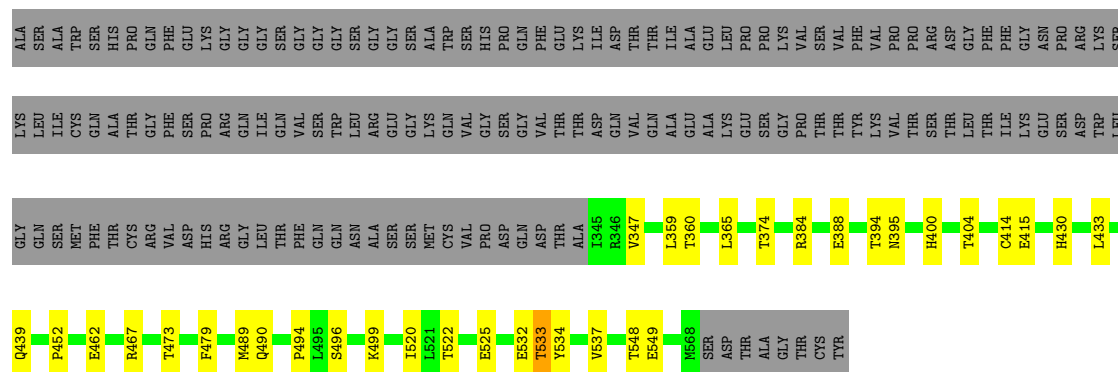 ALA SER ALA TRP SER HIS PRO GLN PHE GLU LYS GLY GLY GLY SER GLY GLY GLY SER GLY GLY SER ALA TRP SER HIS PRO GLN PHE GLU LYS ILE ASP THR THR ILE ALA GLU LEU PRO PRO LYS VAL SER VAL PHE VAL PRO PRO ARG ASP GLY PHE PHE GLY ASN PRO ARG LYS SER
LYS LEU ILE CYS GLN ALA THR GLY PHE SER PRO ARG GLN ILE GLN VAL SER TRP LEU ARG GLU GLY LYS GLN VAL GLY SER GLY VAL THR THR ASP GLN VAL GLN ALA GLU ALA LYS GLU SER GLY PRO THR THR TYR LYS VAL THR SER THR LEU THR ILE LYS GLU SER ASP TRP LEU
GLY GLN SER MET PHE THR CYS ARG VAL ASP HIS ARG GLY LEU THR PHE GLN GLN ASN ALA SER SER MET CYS VAL PRO ASP GLN ASP THR ALA I345 R346 V347 L359 T360 L365 T374 R384 E388 T394 N395 H400 T404 C414 E415 H430 L433
Q439 P452 E462 R467 T473 F479 M489 Q490 P494 L495 S496 K499 I520 L521 T522 E525 E532 T533 Y534 V537 T548 E549 M568 SER ASP THR ALA GLY THR CYS TYR